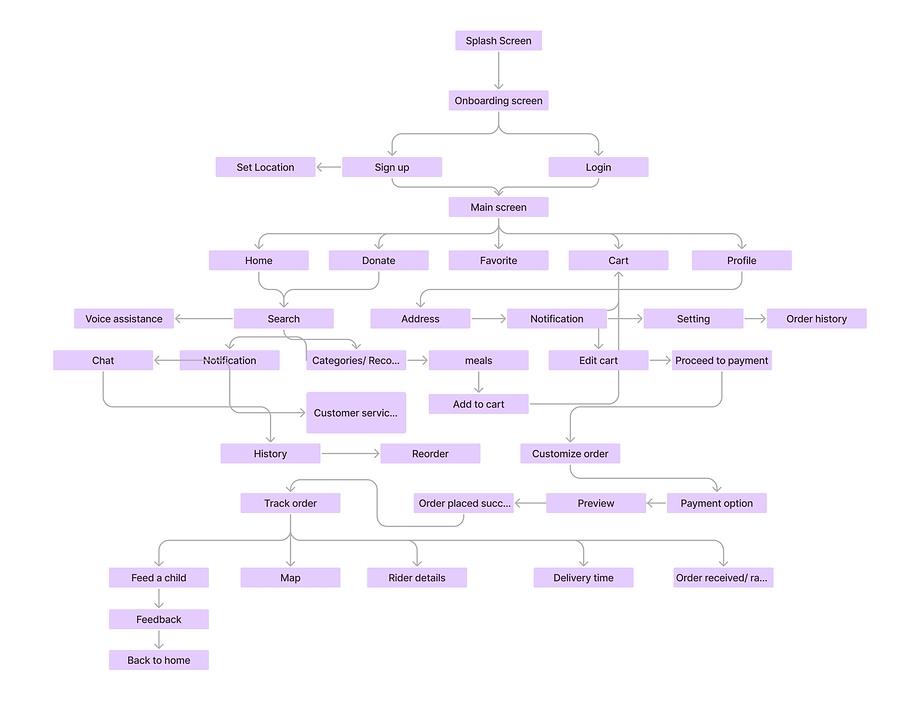 Splash Screen
Onboarding screen
Set Location
Sign up
Login
Main screen
Home
Donate
Favorite
Cart
Profile
Voice assistance
Search
Address
Notification
Setting
Order history
Chat
Notification
Categories/ Reco...
meals
Edit cart
Proceed to payment
Add to cart
Customer servic...
History
Reorder
Customize order
Track order
Order placed succ...
Preview
Payment option
Feed a child
Map
Rider details
Delivery time
Order received/ ra...
Feedback
Back to home